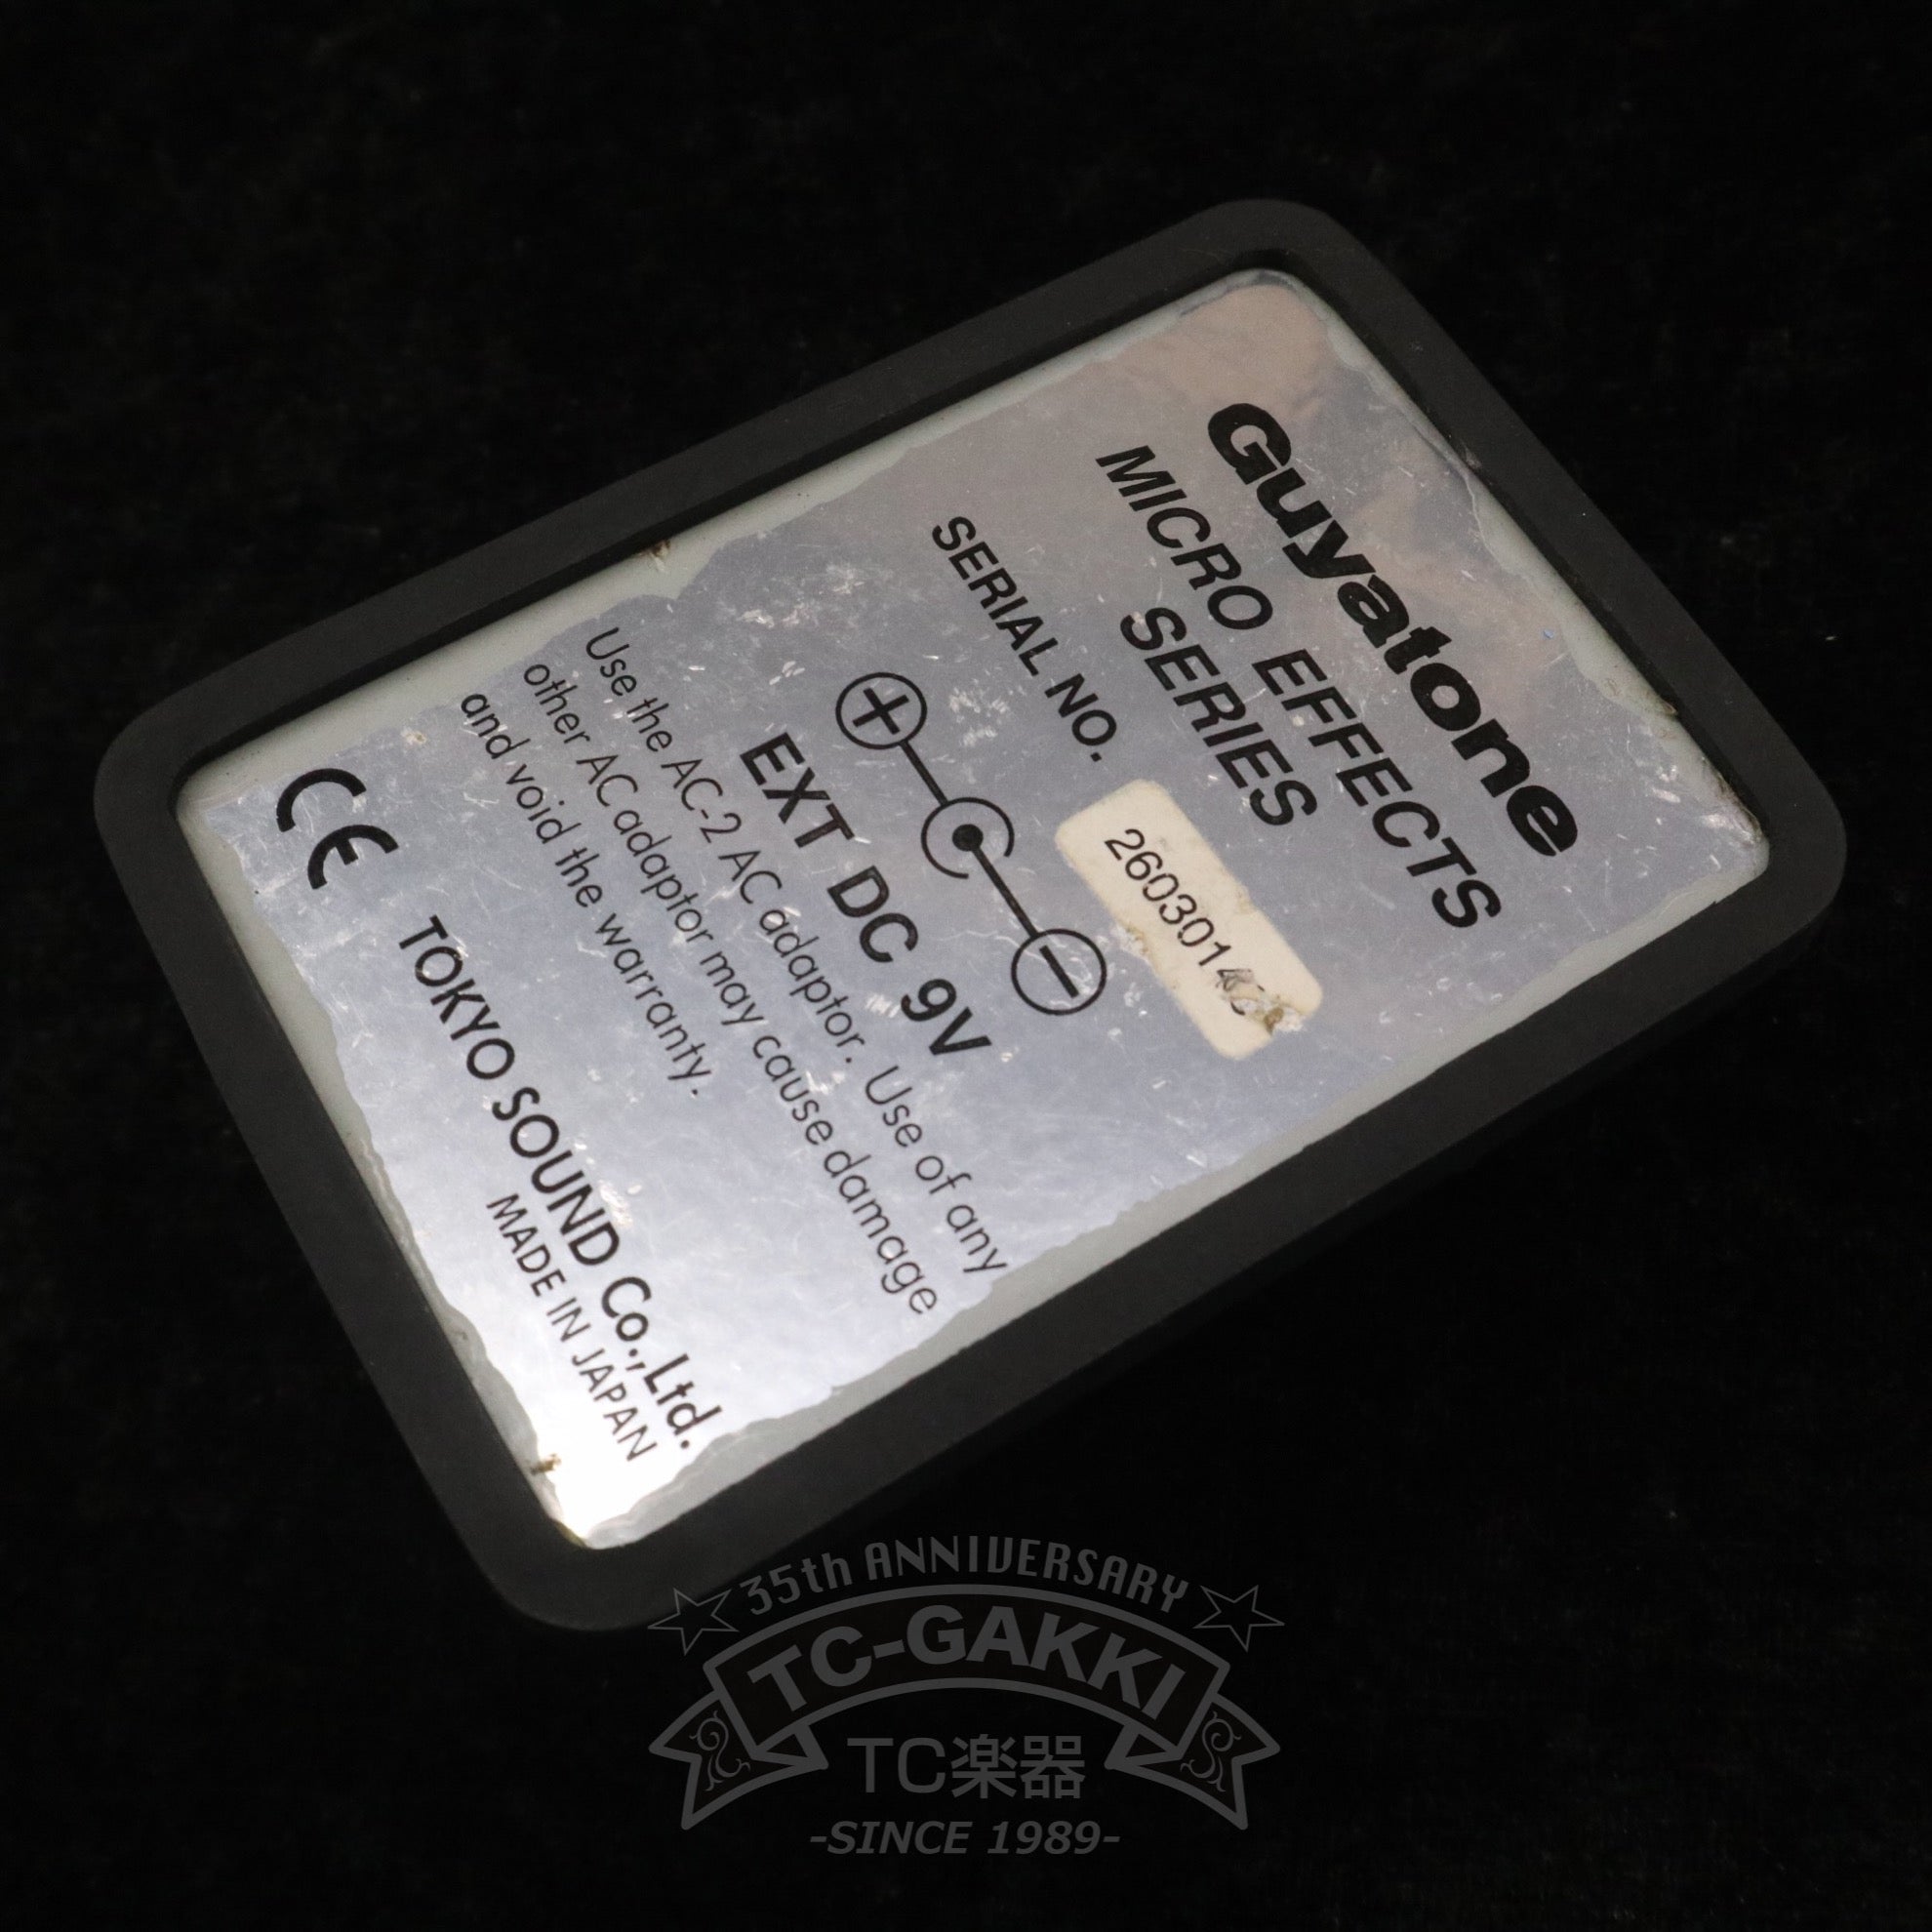 Guyatone
MICRO EFFECTS
SERIES
SERIAL NO.
260301
EXT DC 9V
Use the AC-2 AC adaptor. Use of any
other AC adaptor may cause damage
and void the warranty.
CE
TOKYO SOUND Co.,Ltd.
MADE IN JAPAN
35th ANNIVERSARY
TC-GAKKI
TC楽器
-SINCE 1989-